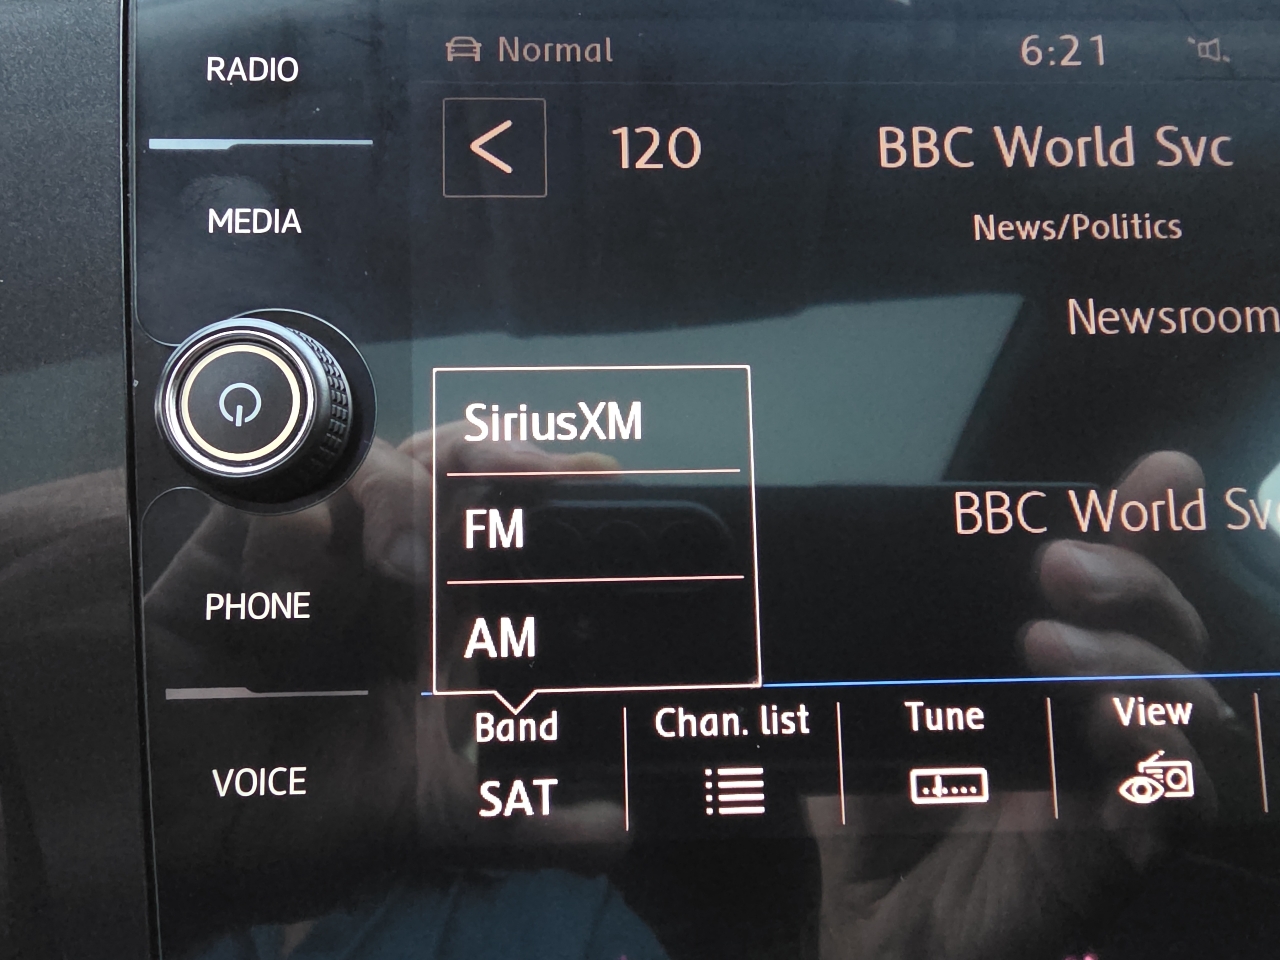 RADIO
Normal
6:21
120
BBC World Svc
MEDIA
News/Politics
Newsroom
SiriusXM
FM
BBC World Svc
AM
PHONE
Band
Chan. list
Tune
View
VOICE
SAT